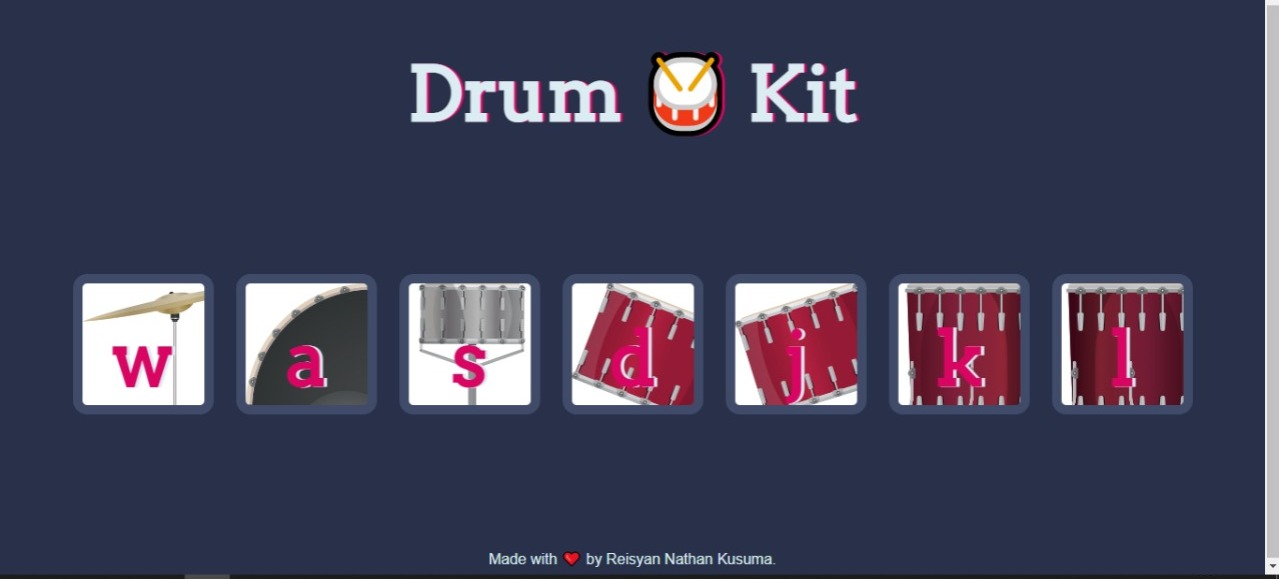 Drum 🥁 Kit
w a s d j k l
Made with ❤️ by Reisyan Nathan Kusuma.